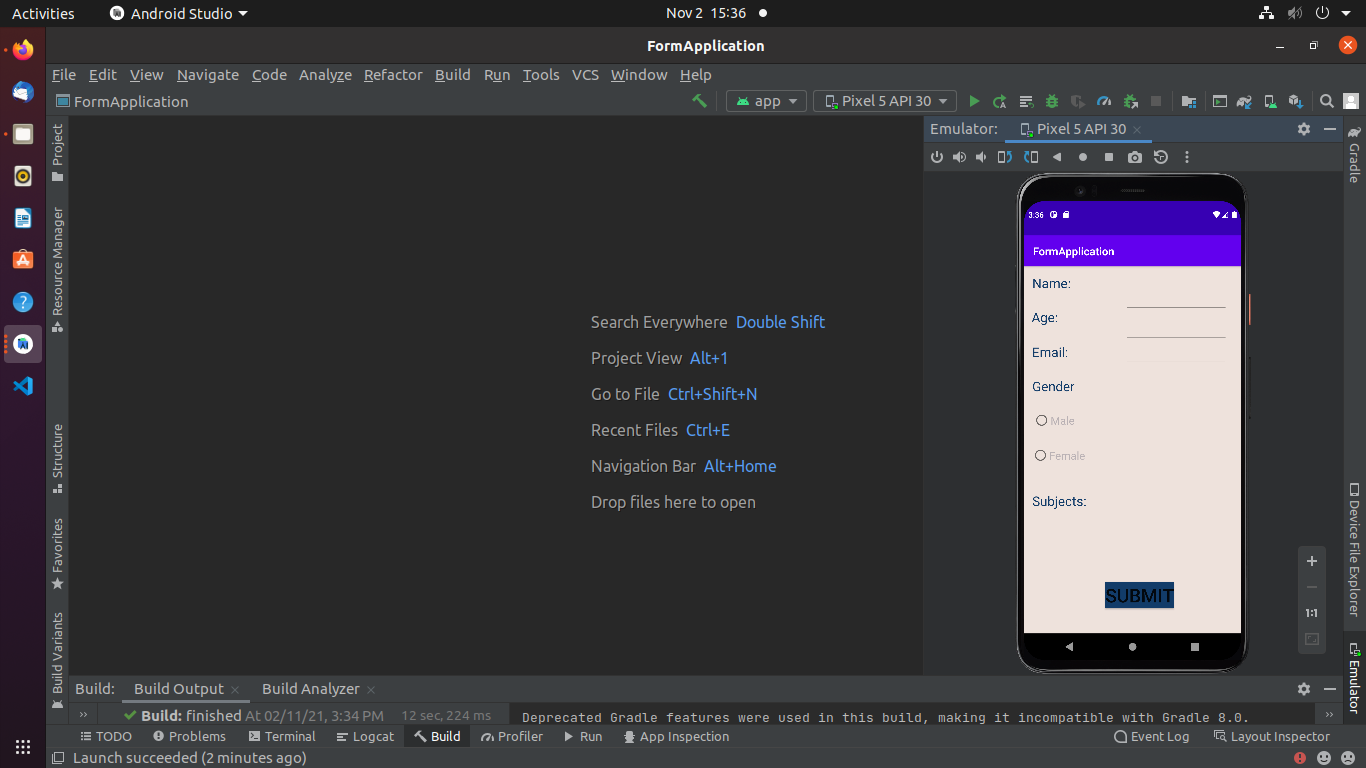 Activities Android Studio Nov 2 15:36
FormApplication
File Edit View Navigate Code Analyze Refactor Build Run Tools VCS Window Help
FormApplication app Pixel 5 API 30
Project
Resource Manager
Structure
Favorites
Build Variants
Search Everywhere Double Shift
Project View Alt+1
Go to File Ctrl+Shift+N
Recent Files Ctrl+E
Navigation Bar Alt+Home
Drop files here to open
Emulator: Pixel 5 API 30
3:36
FormApplication
Name:
Age:
Email:
Gender
Male
Female
Subjects:
SUBMIT
1:1
Gradle
Device File Explorer
Emulator
Build: Build Output Build Analyzer
Build: finished At 02/11/21, 3:34 PM 12 sec, 224 ms
Deprecated Gradle features were used in this build, making it incompatible with Gradle 8.0.
TODO Problems Terminal Logcat Build Profiler Run App Inspection Event Log Layout Inspector
Launch succeeded (2 minutes ago)